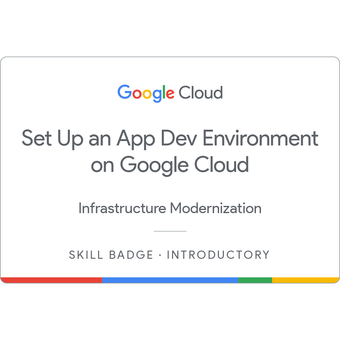 Google Cloud
Set Up an App Dev Environment
on Google Cloud
Infrastructure Modernization
SKILL BADGE · INTRODUCTORY